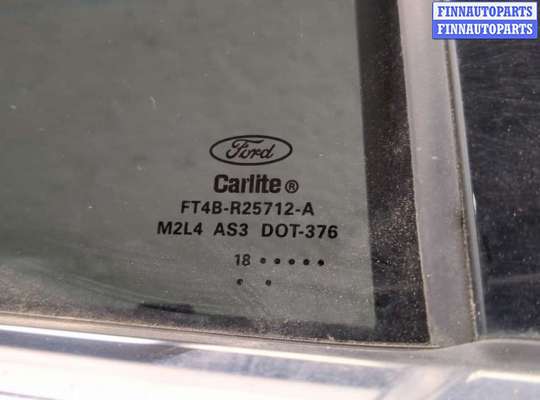 FINNAUTOPARTS
FINNAUTOPARTS
Ford
Carlite®
FT4B-R25712-A
M2L4 AS3 DOT-376
18 • • • • •
• •